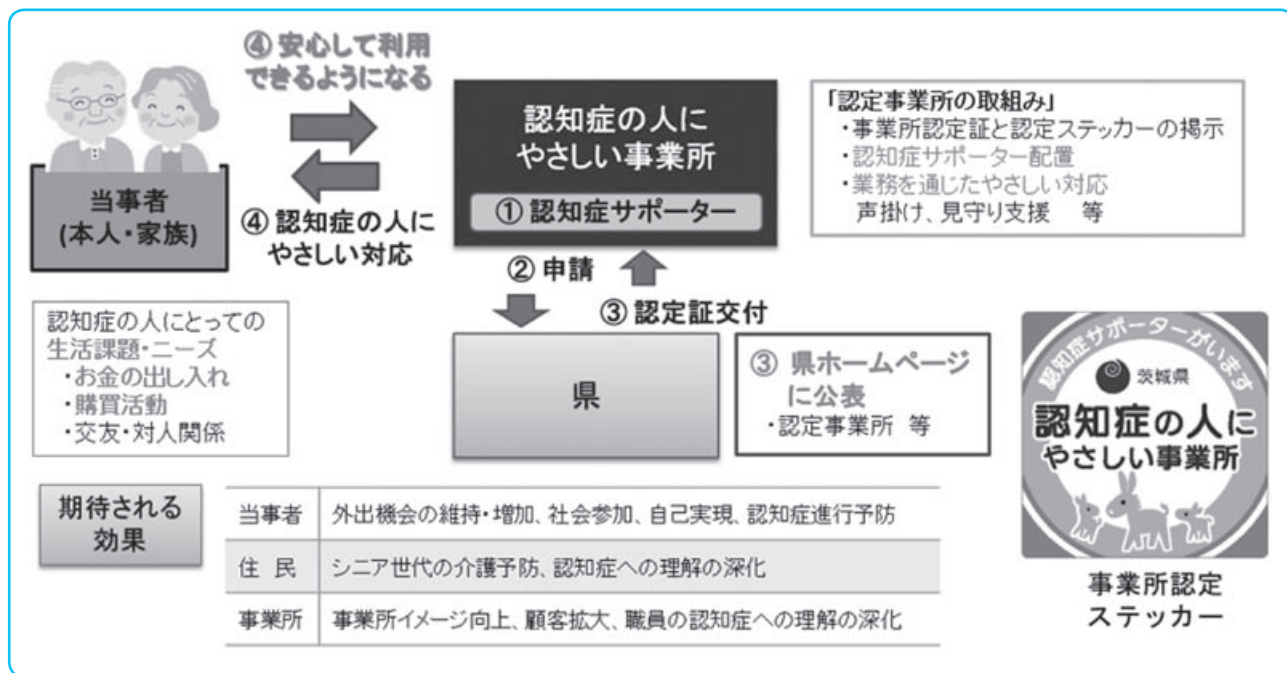 ④ 安心して利用
できるようになる
④ 認知症の人に
やさしい対応
当事者
(本人・家族)
認知症の人に
やさしい事業所
① 認知症サポーター
「認定事業所の取組み」
・事業所認定証と認定ステッカーの掲示
・認知症サポーター配置
・業務を通じたやさしい対応
声掛け、見守り支援 等
② 申請
③ 認定証交付
認知症の人にとっての
生活課題・ニーズ
・お金の出し入れ
・購買活動
・交友・対人関係
県
③ 県ホームページ
に公表
・認定事業所 等
認知症サポーターがいます
茨城県
認知症の人に
やさしい事業所
事業所認定
ステッカー
期待される
効果
当事者 外出機会の維持・増加、社会参加、自己実現、認知症進行予防
住 民 シニア世代の介護予防、認知症への理解の深化
事業所 事業所イメージ向上、顧客拡大、職員の認知症への理解の深化